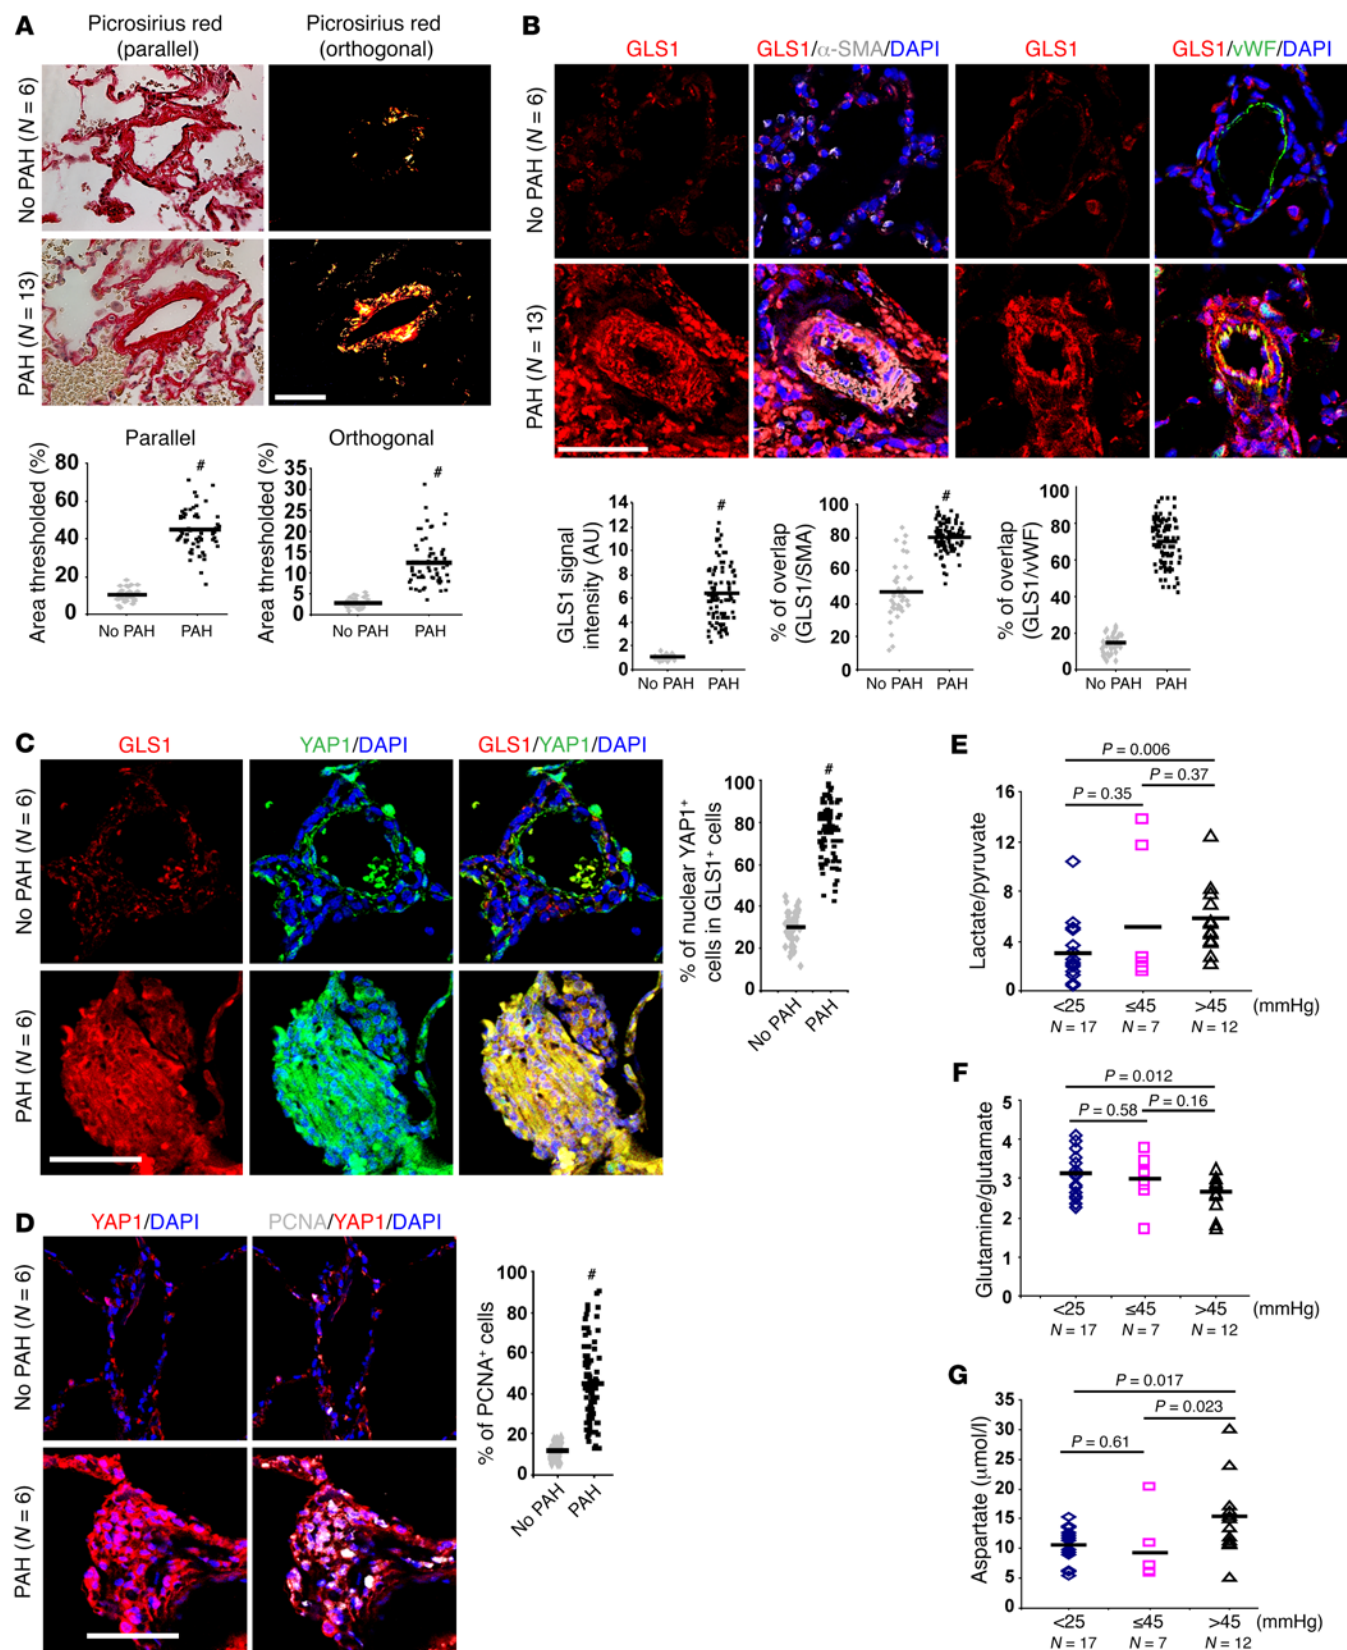 A
Picrosirius red
(parallel)
Picrosirius red
(orthogonal)
No PAH (N = 6)
PAH (N = 13)
Parallel
Area thresholded (%)
80
60
40
20
0
#
No PAH
PAH
Orthogonal
Area thresholded (%)
35
30
25
20
15
10
5
0
#
No PAH
PAH
B
GLS1
GLS1/α-SMA/DAPI
GLS1
GLS1/vWF/DAPI
No PAH (N = 6)
PAH (N = 13)
GLS1 signal
intensity (AU)
14
12
10
8
6
4
2
0
#
No PAH
PAH
% of overlap
(GLS1/SMA)
100
80
60
40
20
0
#
No PAH
PAH
% of overlap
(GLS1/vWF)
100
80
60
40
20
0
No PAH
PAH
C
GLS1
YAP1/DAPI
GLS1/YAP1/DAPI
No PAH (N = 6)
PAH (N = 6)
% of nuclear YAP1+
cells in GLS1+ cells
100
80
60
40
20
0
#
No PAH
PAH
D
YAP1/DAPI
PCNA/YAP1/DAPI
No PAH (N = 6)
PAH (N = 6)
% of PCNA+ cells
100
80
60
40
20
0
#
No PAH
PAH
E
P = 0.006
P = 0.37
P = 0.35
Lactate/pyruvate
16
12
8
4
0
<25 ≤45 >45 (mmHg)
N = 17 N = 7 N = 12
F
P = 0.012
P = 0.58
P = 0.16
Glutamine/glutamate
5
4
3
2
1
0
<25 ≤45 >45 (mmHg)
N = 17 N = 7 N = 12
G
P = 0.017
P = 0.023
P = 0.61
Aspartate (μmol/l)
35
30
25
20
15
10
5
0
<25 ≤45 >45 (mmHg)
N = 17 N = 7 N = 12